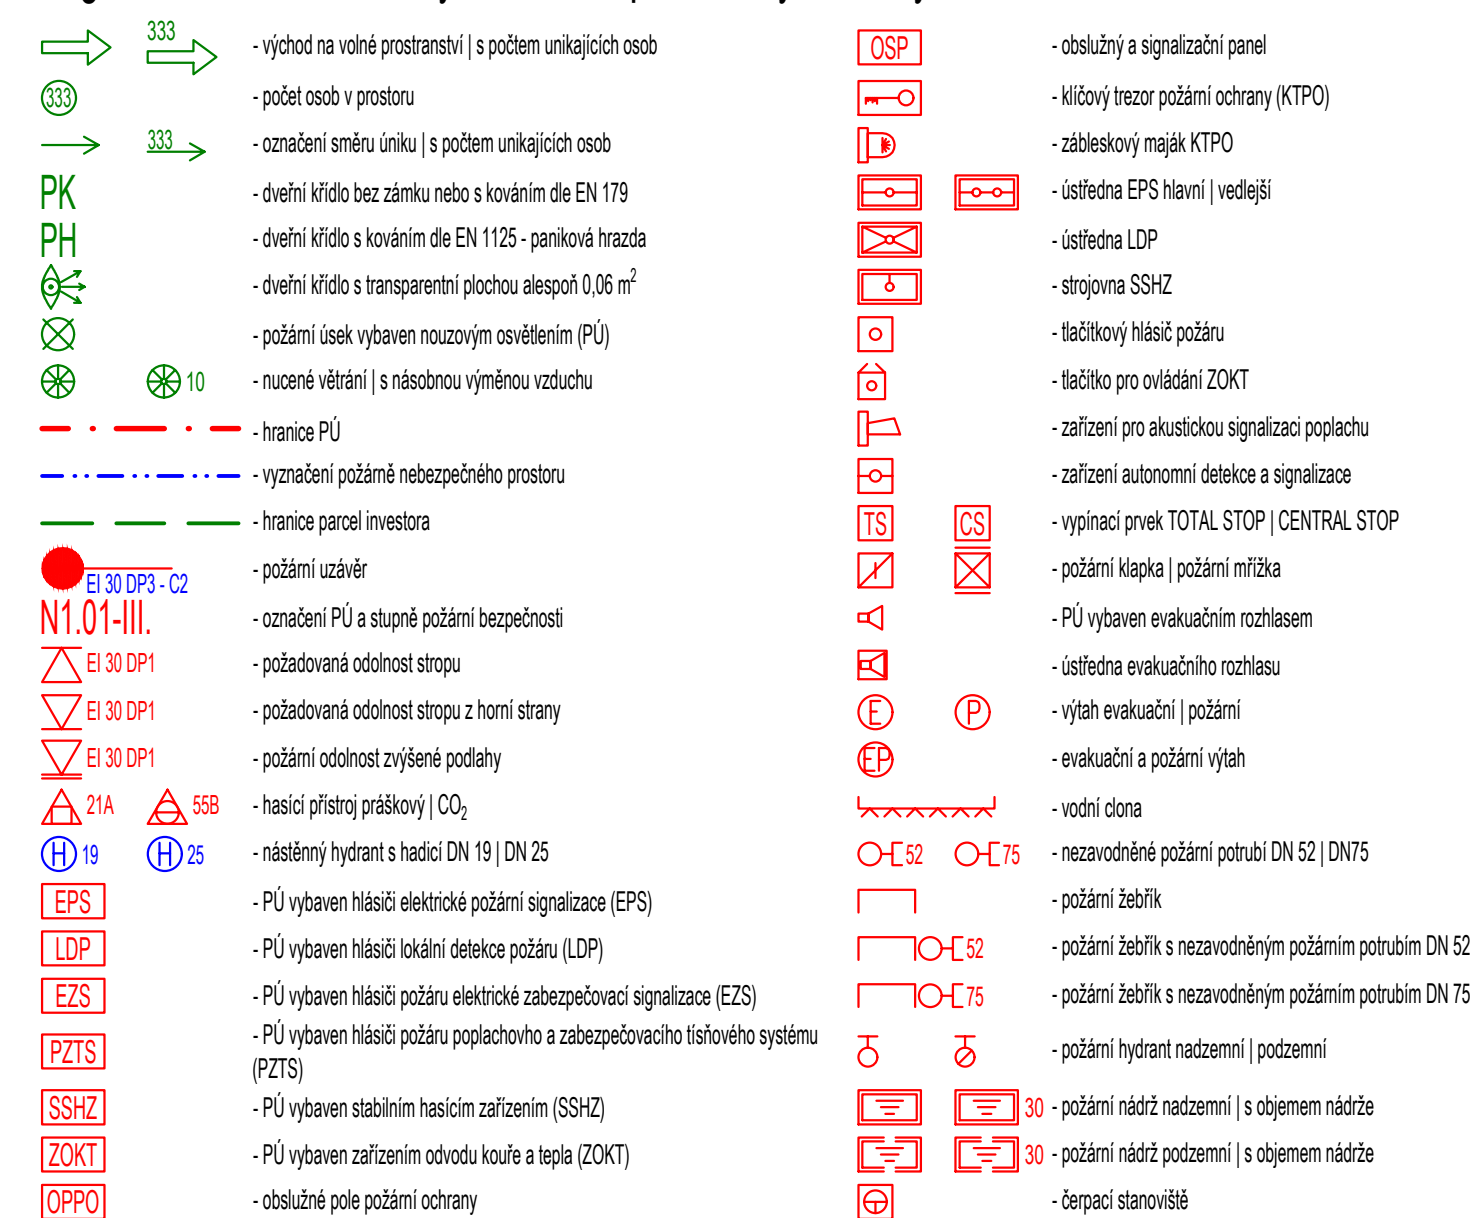 333
- východ na volné prostranství | s počtem unikajících osob
333
- počet osob v prostoru
333
- označení směru úniku | s počtem unikajících osob
PK
- dveřní křídlo bez zámku nebo s kováním dle EN 179
PH
- dveřní křídlo s kováním dle EN 1125 - paniková hrazda
- dveřní křídlo s transparentní plochou alespoň 0,06 m²
- požární úsek vybaven nouzovým osvětlením (PÚ)
10
- nucené větrání | s násobnou výměnou vzduchu
- hranice PÚ
- vyznačení požárně nebezpečného prostoru
- hranice parcel investora
EI 30 DP3 - C2
- požární uzávěr
N1.01-III.
- označení PÚ a stupně požární bezpečnosti
EI 30 DP1
- požadovaná odolnost stropu
EI 30 DP1
- požadovaná odolnost stropu z horní strany
EI 30 DP1
- požární odolnost zvýšené podlahy
21A 55B
- hasící přístroj práškový | CO₂
H 19 H 25
- nástěnný hydrant s hadicí DN 19 | DN 25
EPS
- PÚ vybaven hlásiči elektrické požární signalizace (EPS)
LDP
- PÚ vybaven hlásiči lokální detekce požáru (LDP)
EZS
- PÚ vybaven hlásiči požáru elektrické zabezpečovací signalizace (EZS)
PZTS
- PÚ vybaven hlásiči požáru poplachovho a zabezpečovacího tísňového systému
(PZTS)
SSHZ
- PÚ vybaven stabilním hasícím zařízením (SSHZ)
ZOKT
- PÚ vybaven zařízením odvodu kouře a tepla (ZOKT)
OPPO
- obslužné pole požární ochrany
OSP
- obslužný a signalizační panel
- klíčový trezor požární ochrany (KTPO)
- zábleskový maják KTPO
- ústředna EPS hlavní | vedlejší
- ústředna LDP
- strojovna SSHZ
- tlačítkový hlásič požáru
- tlačítko pro ovládání ZOKT
- zařízení pro akustickou signalizaci poplachu
- zařízení autonomní detekce a signalizace
TS CS
- vypínací prvek TOTAL STOP | CENTRAL STOP
- požární klapka | požární mřížka
- PÚ vybaven evakuačním rozhlasem
- ústředna evakuačního rozhlasu
E P
- výtah evakuační | požární
EP
- evakuační a požární výtah
- vodní clona
52 75
- nezavodněné požární potrubí DN 52 | DN75
- požární žebřík
52
- požární žebřík s nezavodněným požárním potrubím DN 52
75
- požární žebřík s nezavodněným požárním potrubím DN 75
- požární hydrant nadzemní | podzemní
30
- požární nádrž nadzemní | s objemem nádrže
30
- požární nádrž podzemní | s objemem nádrže
- čerpací stanoviště